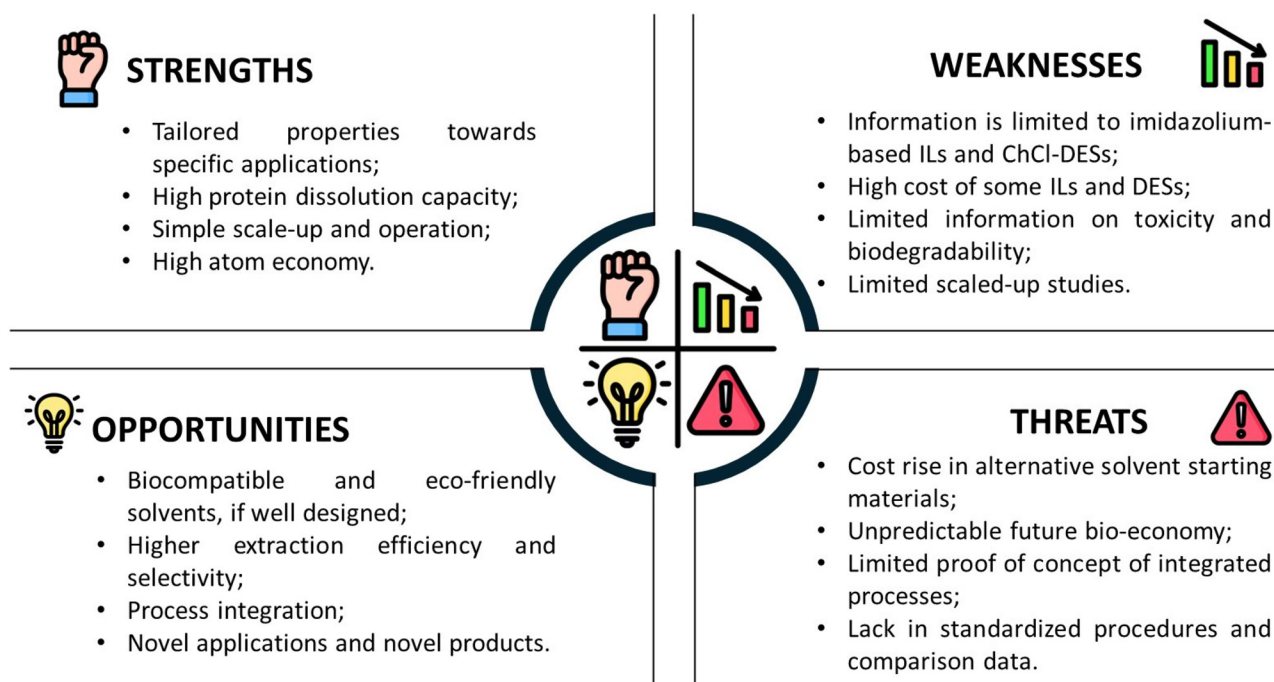 STRENGTHS
• Tailored properties towards
specific applications;
• High protein dissolution capacity;
• Simple scale-up and operation;
• High atom economy.
WEAKNESSES
• Information is limited to imidazolium-
based ILs and ChCl-DESs;
• High cost of some ILs and DESs;
• Limited information on toxicity and
biodegradability;
• Limited scaled-up studies.
OPPORTUNITIES
• Biocompatible and eco-friendly
solvents, if well designed;
• Higher extraction efficiency and
selectivity;
• Process integration;
• Novel applications and novel products.
THREATS
• Cost rise in alternative solvent starting
materials;
• Unpredictable future bio-economy;
• Limited proof of concept of integrated
processes;
• Lack in standardized procedures and
comparison data.